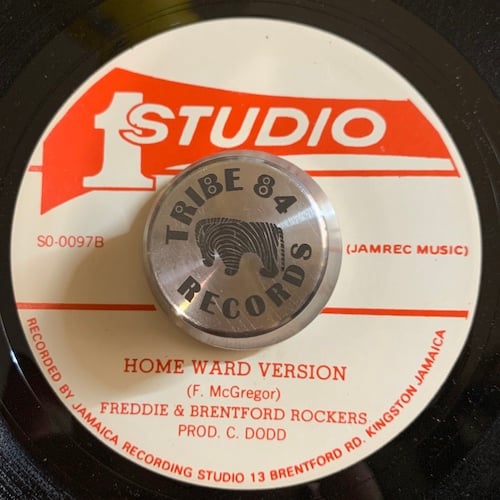 1 STUDIO
TRIBE 84
RECORDS
SO-0097B
(JAMREC MUSIC)
HOME WARD VERSION
(F. McGregor)
FREDDIE & BRENTFORD ROCKERS
PROD. C. DODD
RECORDED BY JAMAICA RECORDING STUDIO 13 BRENTFORD RD. KINGSTON JAMAICA